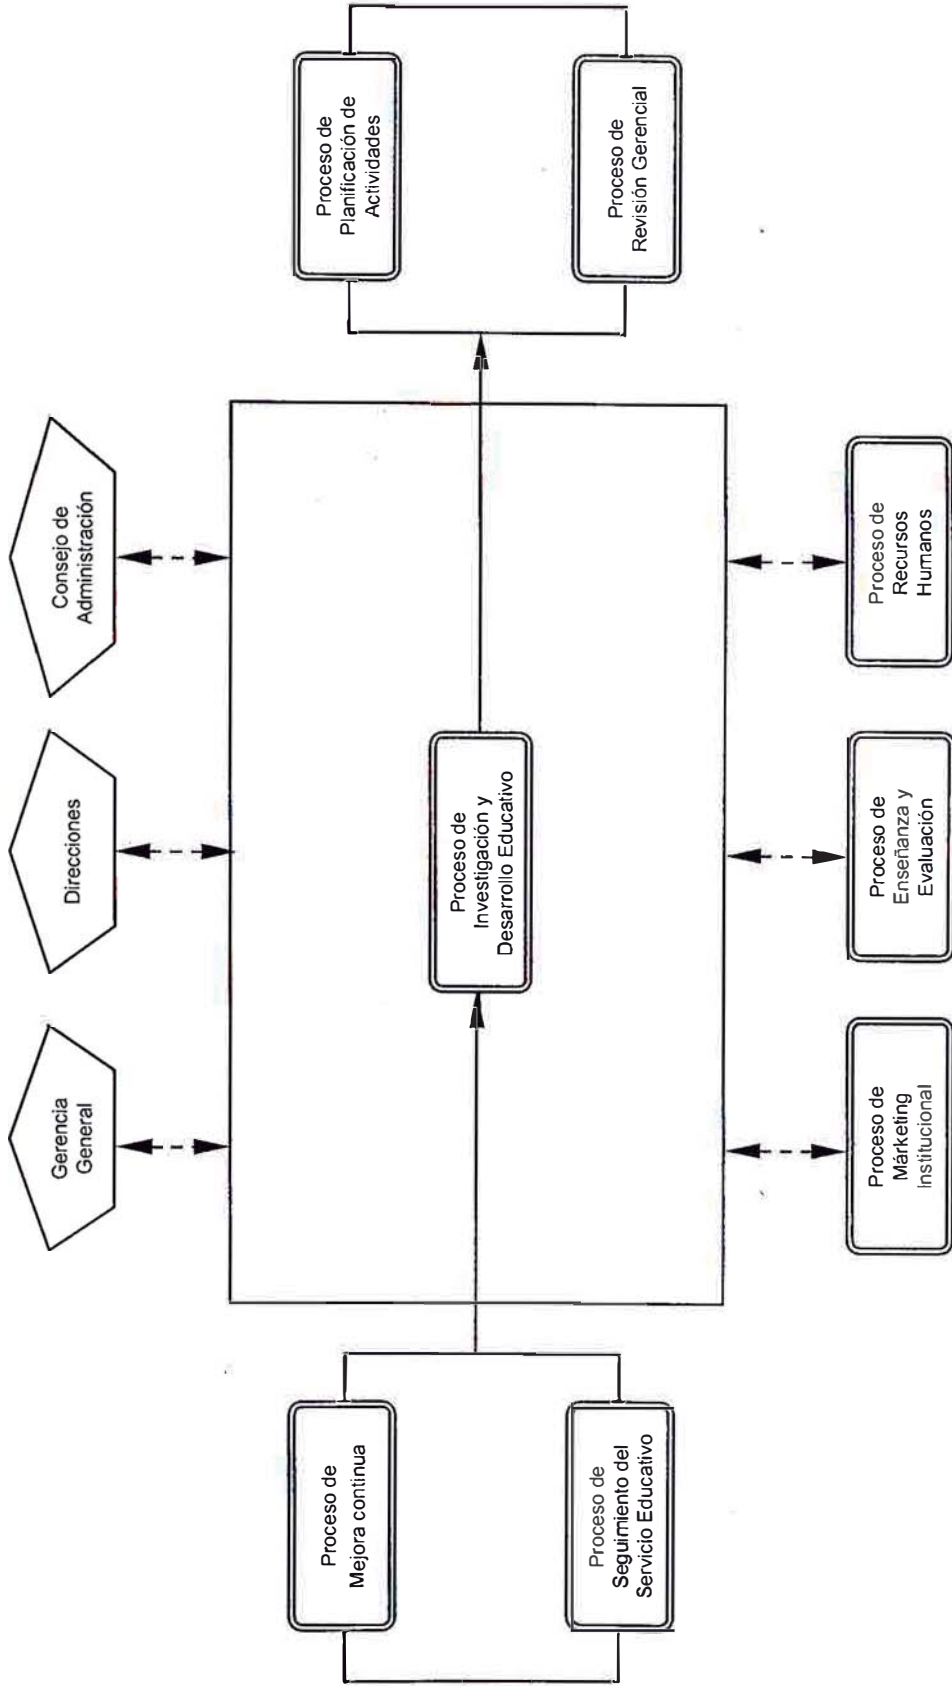 Gerencia
General
Direcciones
Consejo de
Administración
Proceso de
Mejora continua
Proceso de
Seguimiento del
Servicio Educativo
Proceso de
Investigación y
Desarrollo Educativo
Proceso de
Planificación de
Actividades
Proceso de
Revisión Gerencial
Proceso de
Márketing
Institucional
Proceso de
Enseñanza y
Evaluación
Proceso de
Recursos
Humanos